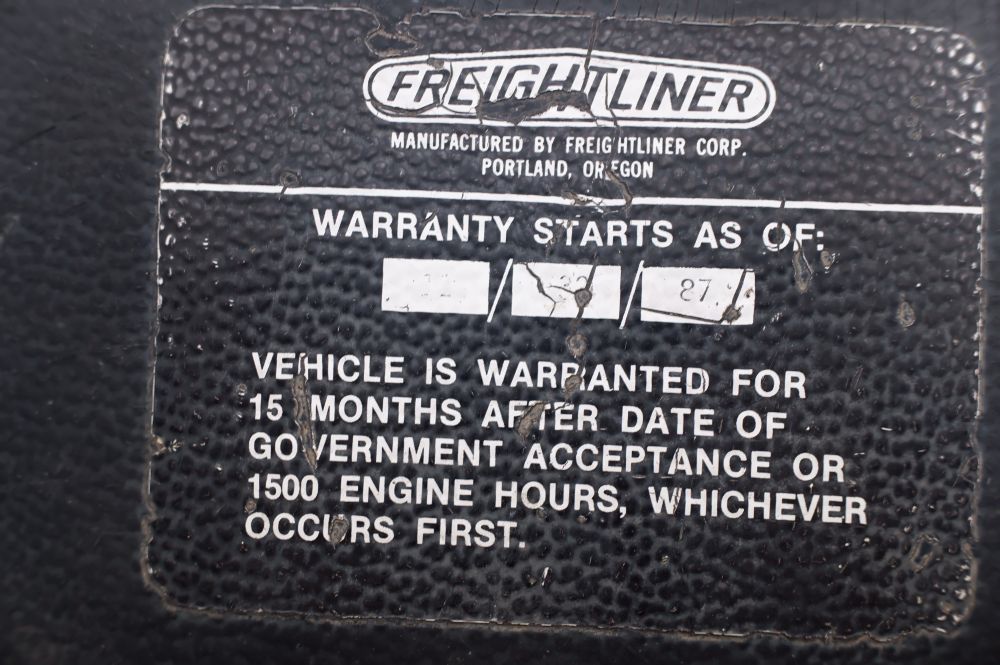 FREIGHTLINER
MANUFACTURED BY FREIGHTLINER CORP.
PORTLAND, OREGON
WARRANTY STARTS AS OF:
/ / 87
VEHICLE IS WARRANTED FOR
15 MONTHS AFTER DATE OF
GOVERNMENT ACCEPTANCE OR
1500 ENGINE HOURS, WHICHEVER
OCCURS FIRST.